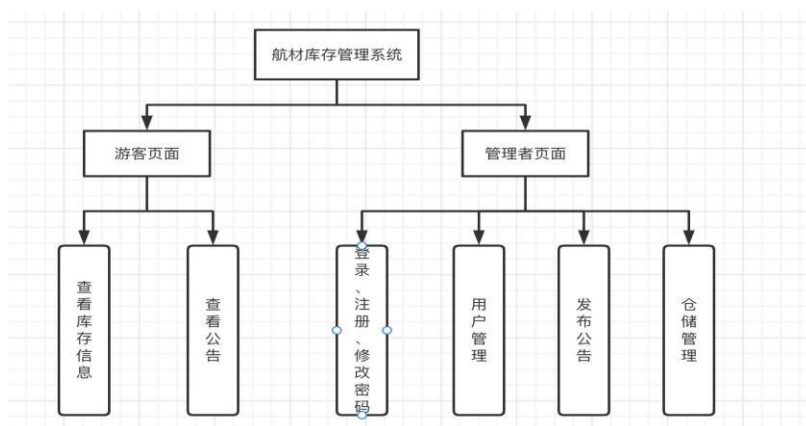 航材库存管理系统
游客页面
管理者页面
查看库存信息
查看公告
登录、注册、修改密码
用户管理
发布公告
仓储管理